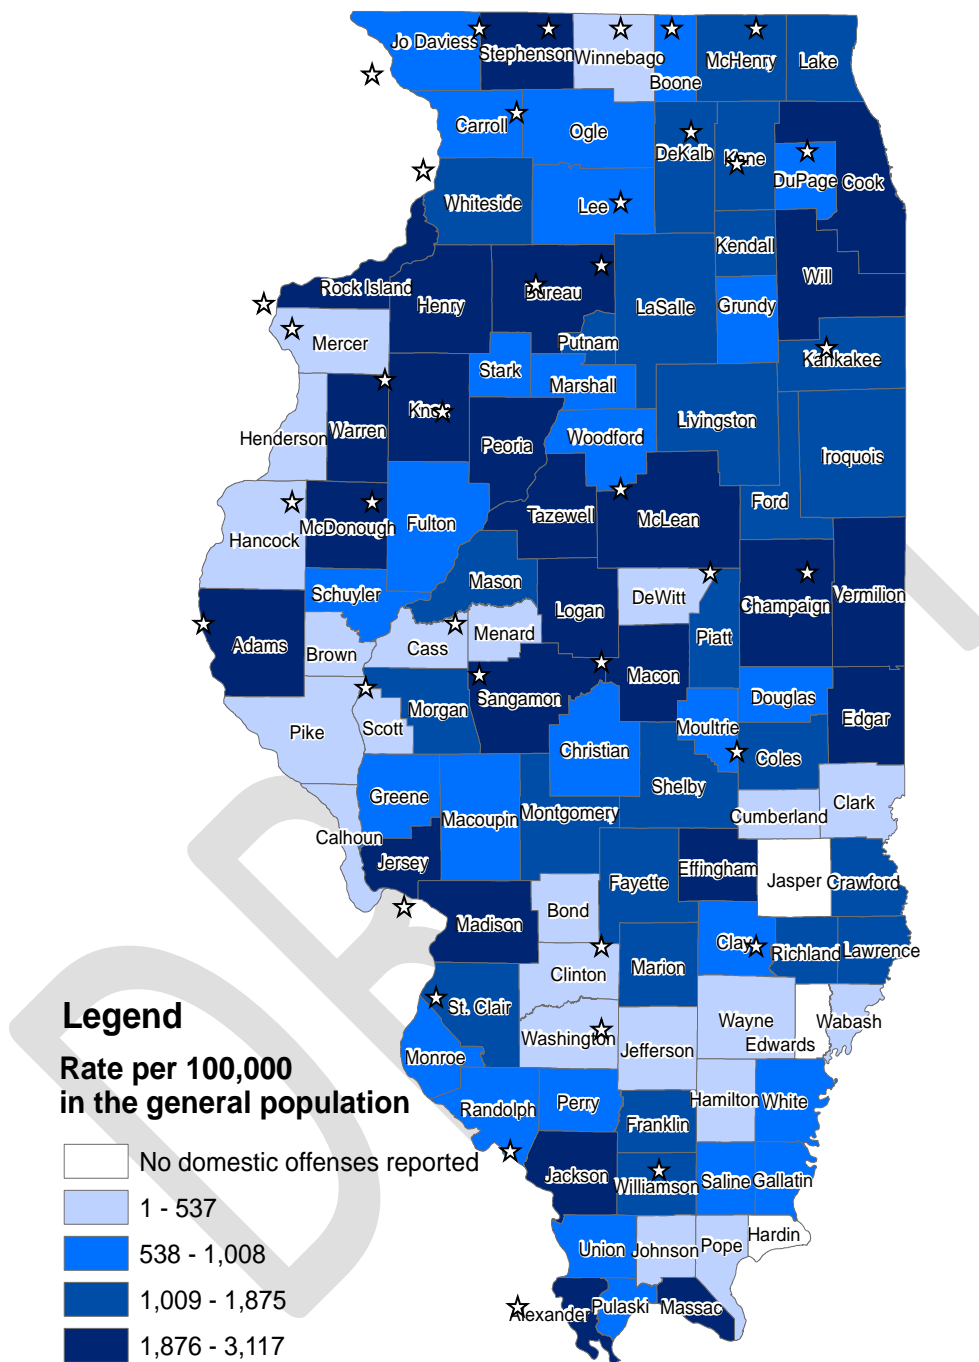 Jo Daviess
Stephenson
Winnebago
Boone
McHenry
Lake
Carroll
Ogle
DeKalb
Kane
DuPage
Cook
Whiteside
Lee
Kendall
Will
Rock Island
Henry
Bureau
LaSalle
Grundy
Putnam
Kankakee
Mercer
Stark
Marshall
Knox
Warren
Henderson
Peoria
Woodford
Livingston
Iroquois
Ford
Hancock
McDonough
Fulton
Tazewell
McLean
Schuyler
Mason
Logan
DeWitt
Champaign
Vermilion
Adams
Brown
Cass
Menard
Piatt
Macon
Sangamon
Morgan
Scott
Pike
Douglas
Moultrie
Edgar
Coles
Christian
Shelby
Greene
Macoupin
Montgomery
Calhoun
Jersey
Cumberland
Clark
Effingham
Jasper
Crawford
Fayette
Bond
Madison
Clay
Richland
Lawrence
Marion
Clinton
St. Clair
Washington
Jefferson
Wayne
Edwards
Wabash
Monroe
Randolph
Perry
Franklin
Hamilton
White
Jackson
Williamson
Saline
Gallatin
Union
Johnson
Pope
Hardin
Alexander
Pulaski
Massac
Legend
Rate per 100,000
in the general population
No domestic offenses reported
1 - 537
538 - 1,008
1,009 - 1,875
1,876 - 3,117